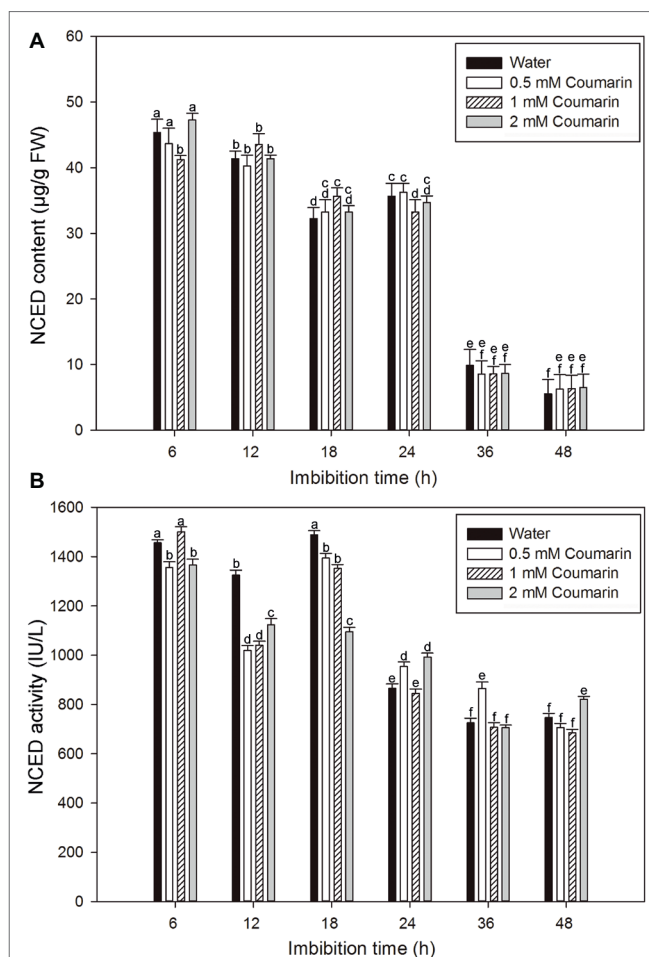 A
60
50
40
30
20
10
0
NCED content (µg/g FW)
Water
0.5 mM Coumarin
1 mM Coumarin
2 mM Coumarin
a a b a
b b b b
d c d c c d
c c d c d
e e f e f e f
f e f e f e f
6 12 18 24 36 48
Imbibition time (h)
B
1600
1400
1200
1000
800
600
400
200
0
NCED activity (IU/L)
Water
0.5 mM Coumarin
1 mM Coumarin
2 mM Coumarin
a b a b
b d d c
a b b c
e d e d
f e f f
f f f e
6 12 18 24 36 48
Imbibition time (h)